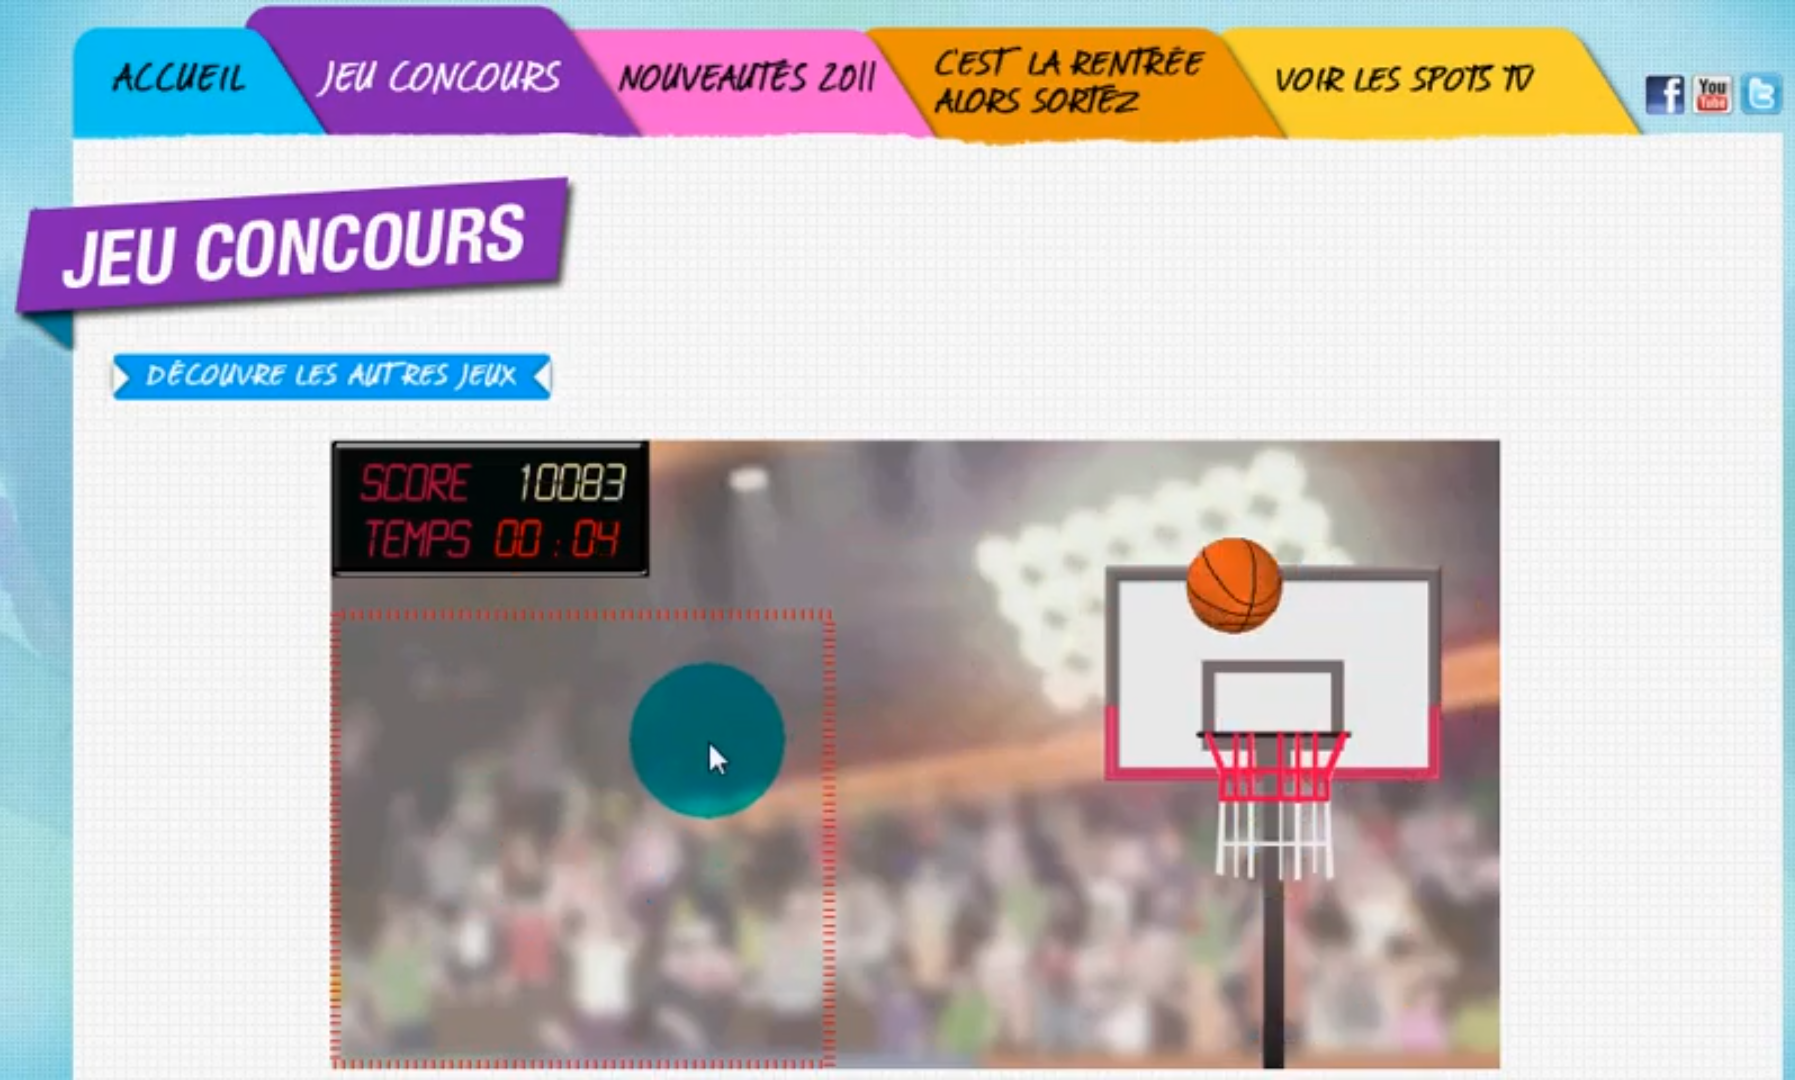 ACCUEIL
JEU CONCOURS
NOUVEAUTÉS 2011
C'EST LA RENTRÉE
ALORS SORTEZ
VOIR LES SPOTS TV
f
You
Tube
t
JEU CONCOURS
DÉCOUVRE LES AUTRES JEUX
SCORE 10083
TEMPS 00:04